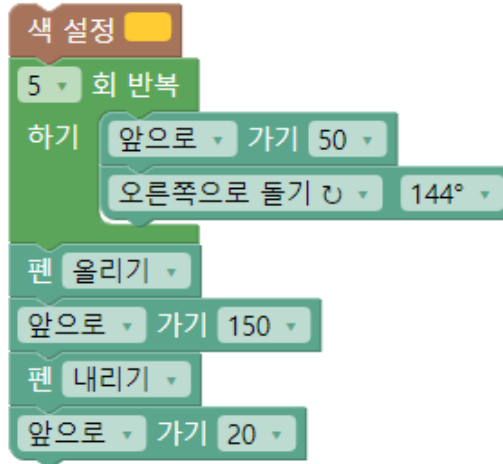 색 설정
5 회 반복
하기 앞으로 가기 50
오른쪽으로 돌기 ↻ 144°
펜 올리기
앞으로 가기 150
펜 내리기
앞으로 가기 20